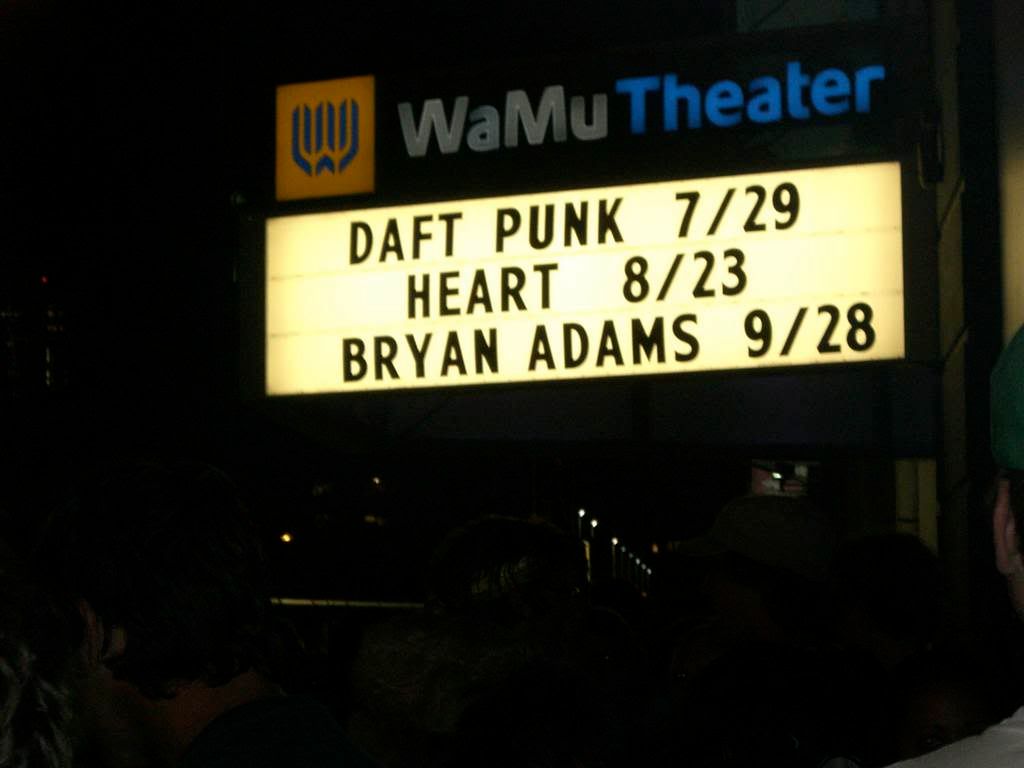 WaMu Theater
DAFT PUNK 7/29
HEART 8/23
BRYAN ADAMS 9/28